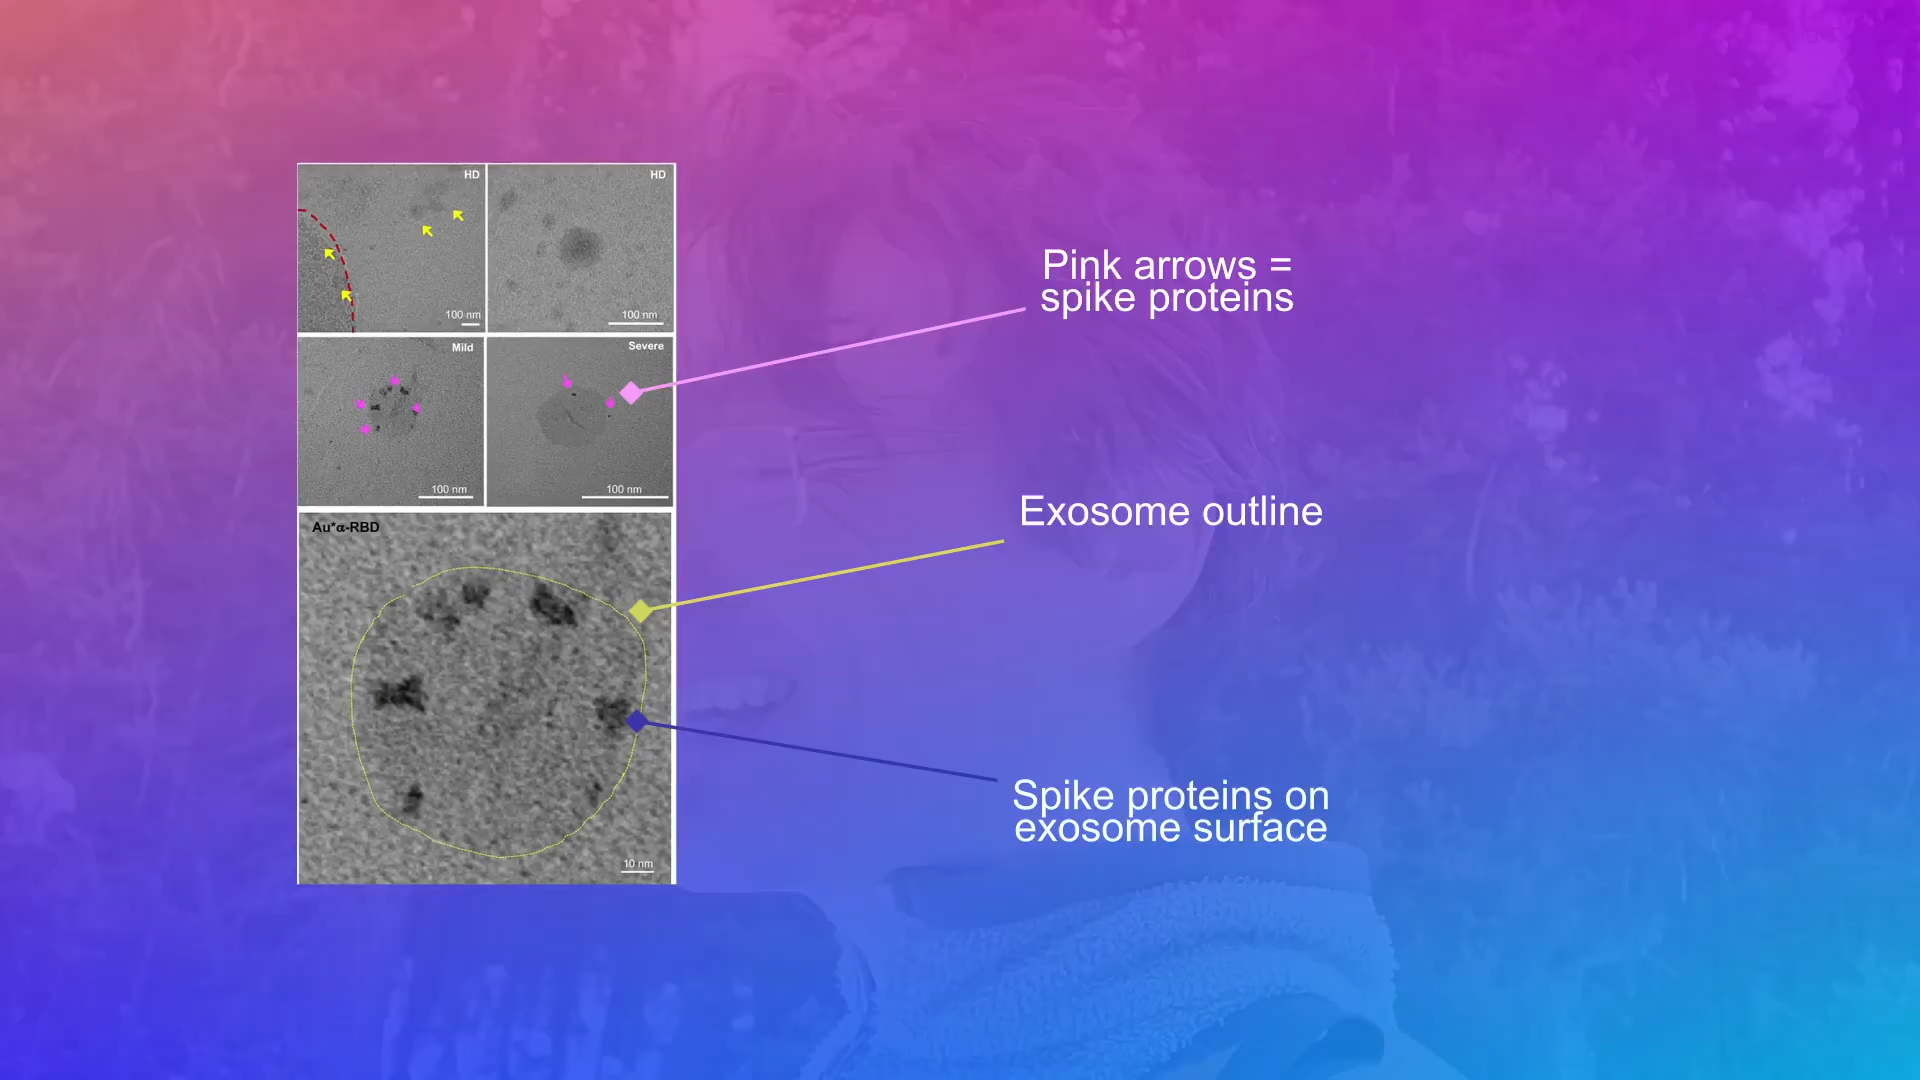 HD
HD
100 nm
100 nm
Mild
Severe
100 nm
100 nm
Au*α-RBD
10 nm
Pink arrows =
spike proteins
Exosome outline
Spike proteins on
exosome surface